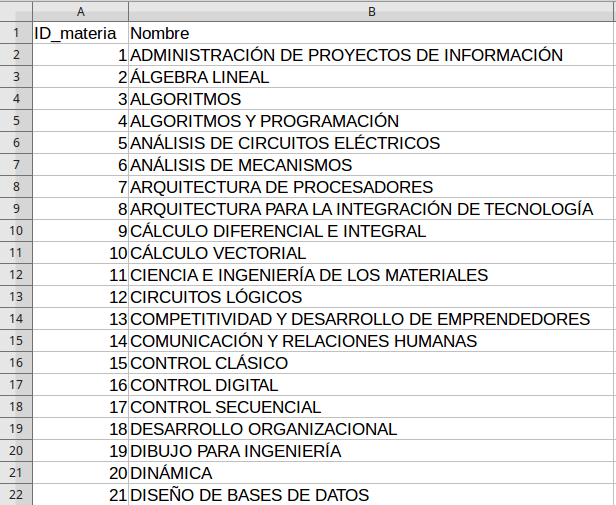 A B
1 ID_materia Nombre
2 1 ADMINISTRACIÓN DE PROYECTOS DE INFORMACIÓN
3 2 ÁLGEBRA LINEAL
4 3 ALGORITMOS
5 4 ALGORITMOS Y PROGRAMACIÓN
6 5 ANÁLISIS DE CIRCUITOS ELÉCTRICOS
7 6 ANÁLISIS DE MECANISMOS
8 7 ARQUITECTURA DE PROCESADORES
9 8 ARQUITECTURA PARA LA INTEGRACIÓN DE TECNOLOGÍA
10 9 CÁLCULO DIFERENCIAL E INTEGRAL
11 10 CÁLCULO VECTORIAL
12 11 CIENCIA E INGENIERÍA DE LOS MATERIALES
13 12 CIRCUITOS LÓGICOS
14 13 COMPETITIVIDAD Y DESARROLLO DE EMPRENDEDORES
15 14 COMUNICACIÓN Y RELACIONES HUMANAS
16 15 CONTROL CLÁSICO
17 16 CONTROL DIGITAL
18 17 CONTROL SECUENCIAL
19 18 DESARROLLO ORGANIZACIONAL
20 19 DIBUJO PARA INGENIERÍA
21 20 DINÁMICA
22 21 DISEÑO DE BASES DE DATOS